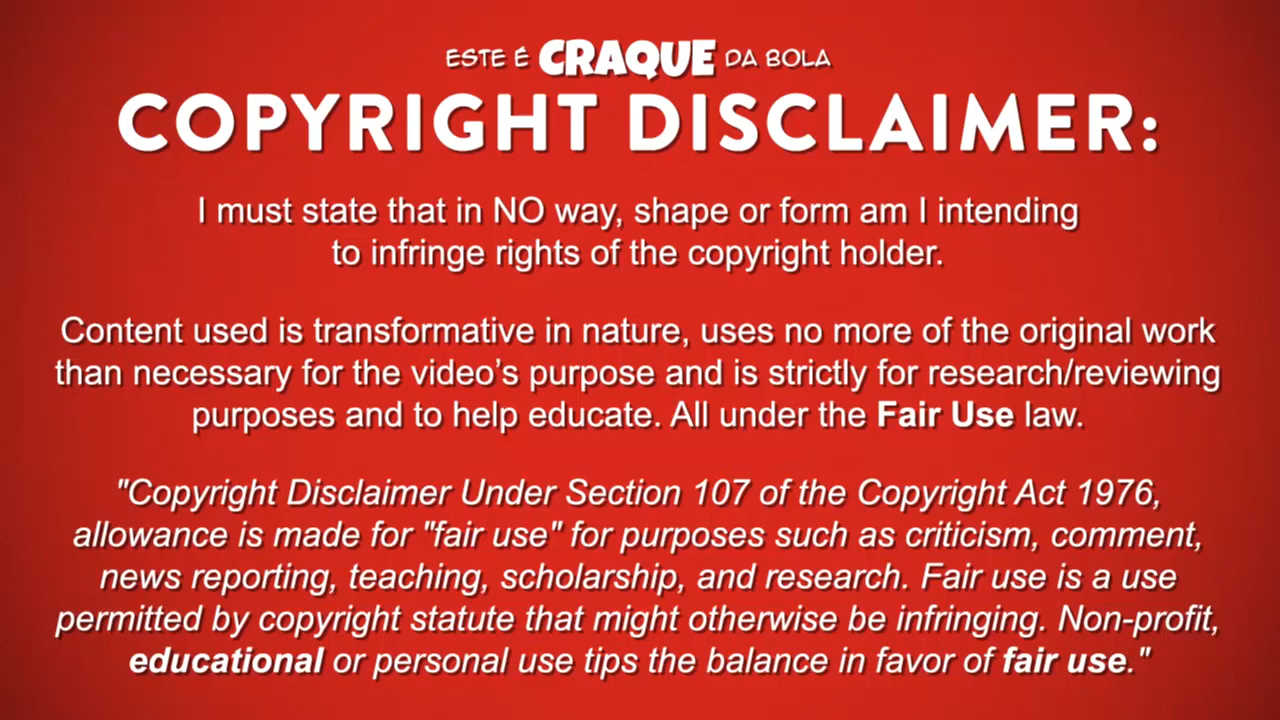 ESTE É CRAQUE DA BOLA
COPYRIGHT DISCLAIMER:
I must state that in NO way, shape or form am I intending
to infringe rights of the copyright holder.
Content used is transformative in nature, uses no more of the original work
than necessary for the video’s purpose and is strictly for research/reviewing
purposes and to help educate. All under the Fair Use law.
"Copyright Disclaimer Under Section 107 of the Copyright Act 1976,
allowance is made for "fair use" for purposes such as criticism, comment,
news reporting, teaching, scholarship, and research. Fair use is a use
permitted by copyright statute that might otherwise be infringing. Non-profit,
educational or personal use tips the balance in favor of fair use."